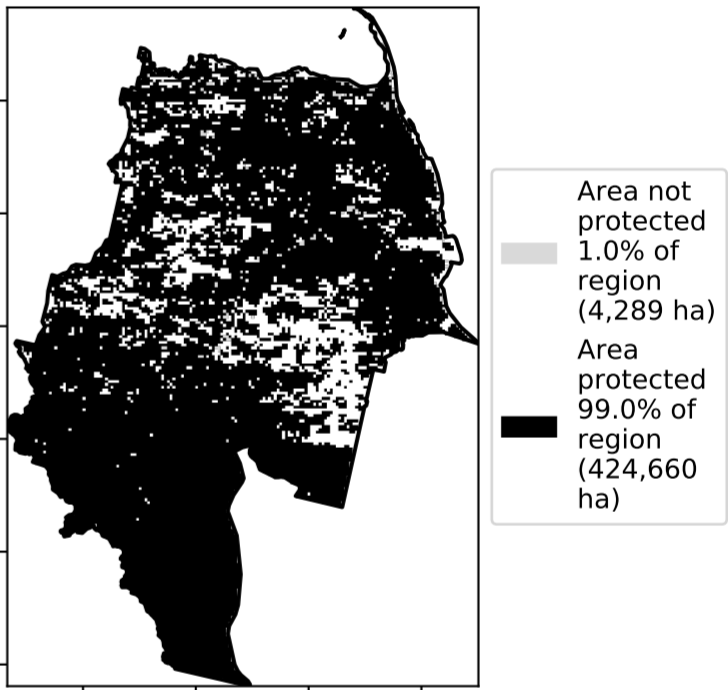 Area not
protected
1.0% of
region
(4,289 ha)
Area
protected
99.0% of
region
(424,660
ha)